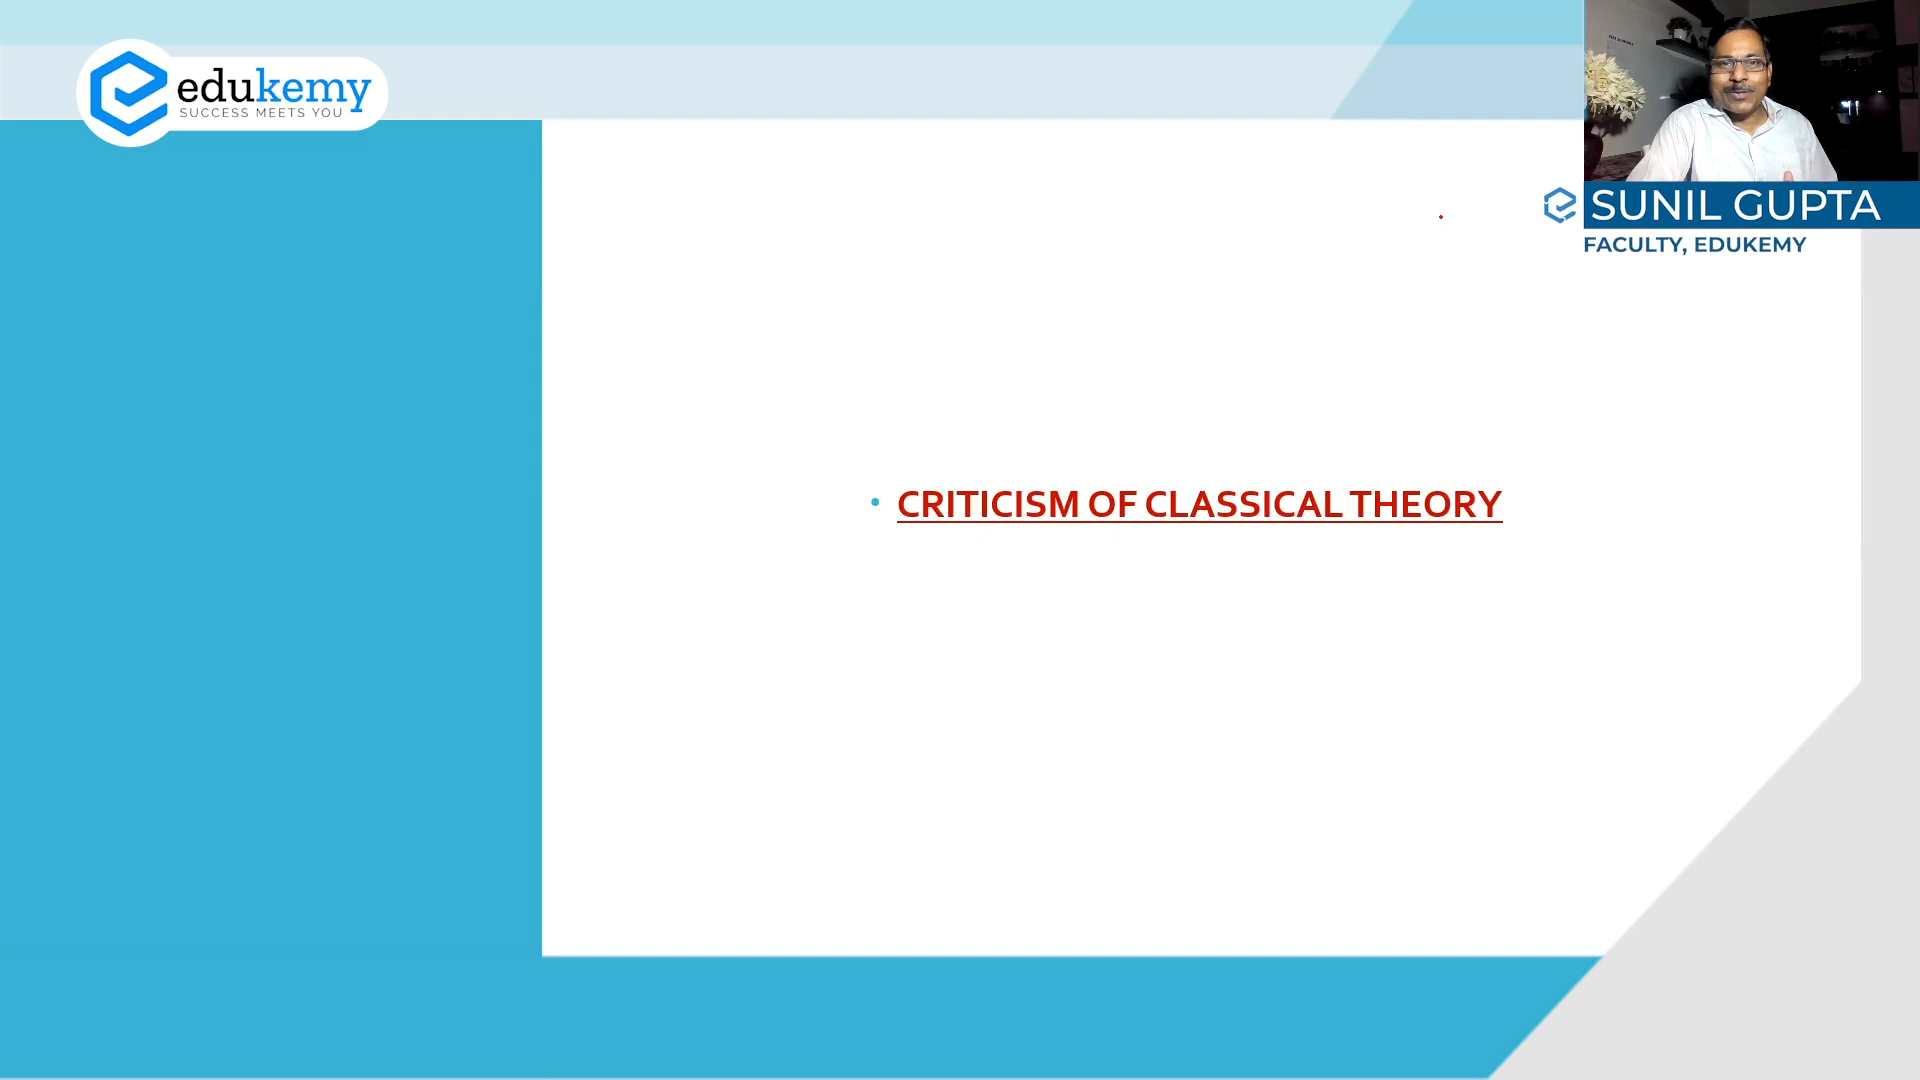 edukemy
SUCCESS MEETS YOU
SUNIL GUPTA
FACULTY, EDUKEMY
• CRITICISM OF CLASSICAL THEORY